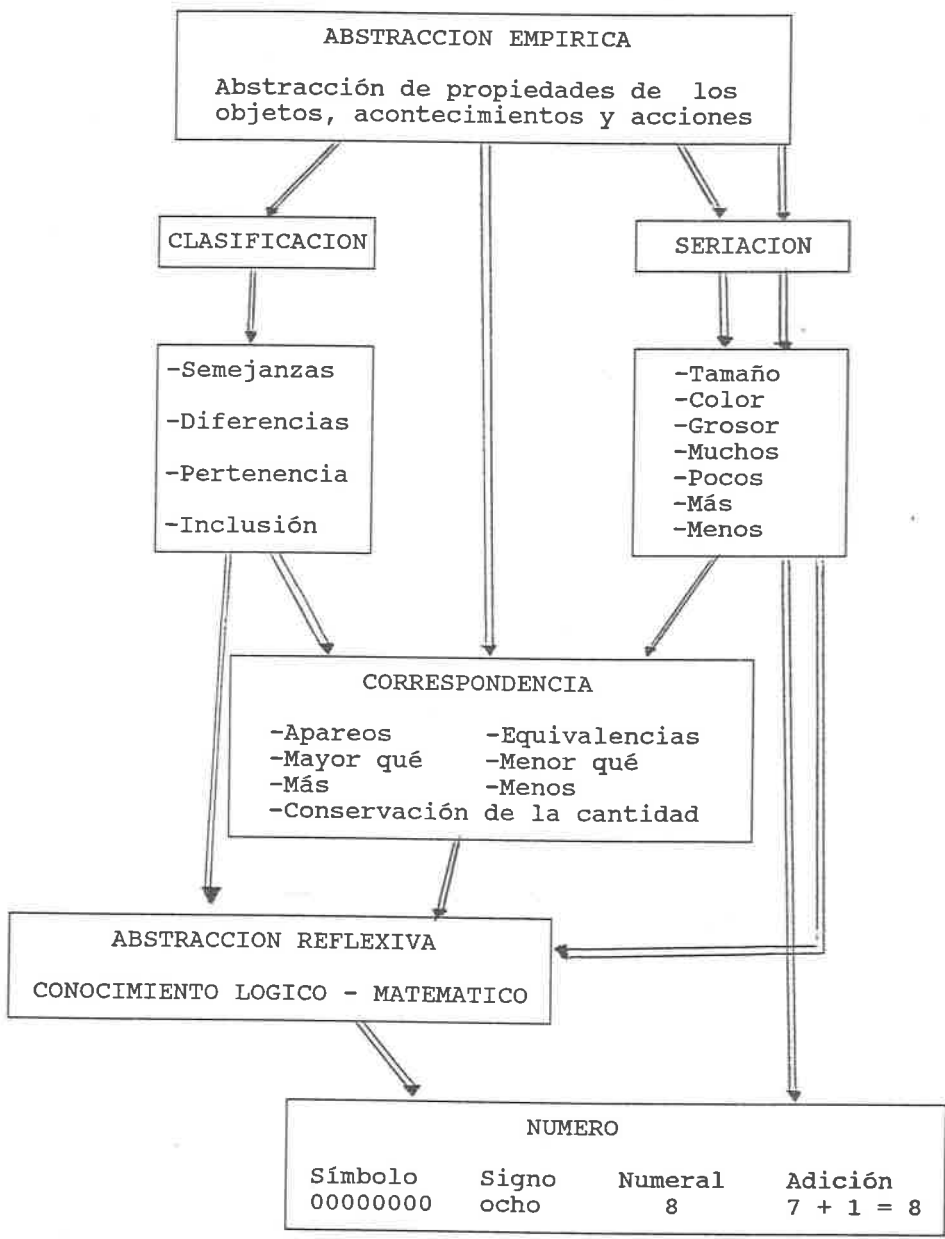 ABSTRACCION EMPIRICA
Abstracción de propiedades de los
objetos, acontecimientos y acciones
CLASIFICACION
SERIACION
-Semejanzas
-Diferencias
-Pertenencia
-Inclusión
-Tamaño
-Color
-Grosor
-Muchos
-Pocos
-Más
-Menos
CORRESPONDENCIA
-Apareos -Equivalencias
-Mayor qué -Menor qué
-Más -Menos
-Conservación de la cantidad
ABSTRACCION REFLEXIVA
CONOCIMIENTO LOGICO - MATEMATICO
NUMERO
Símbolo Signo Numeral Adición
00000000 ocho 8 7 + 1 = 8